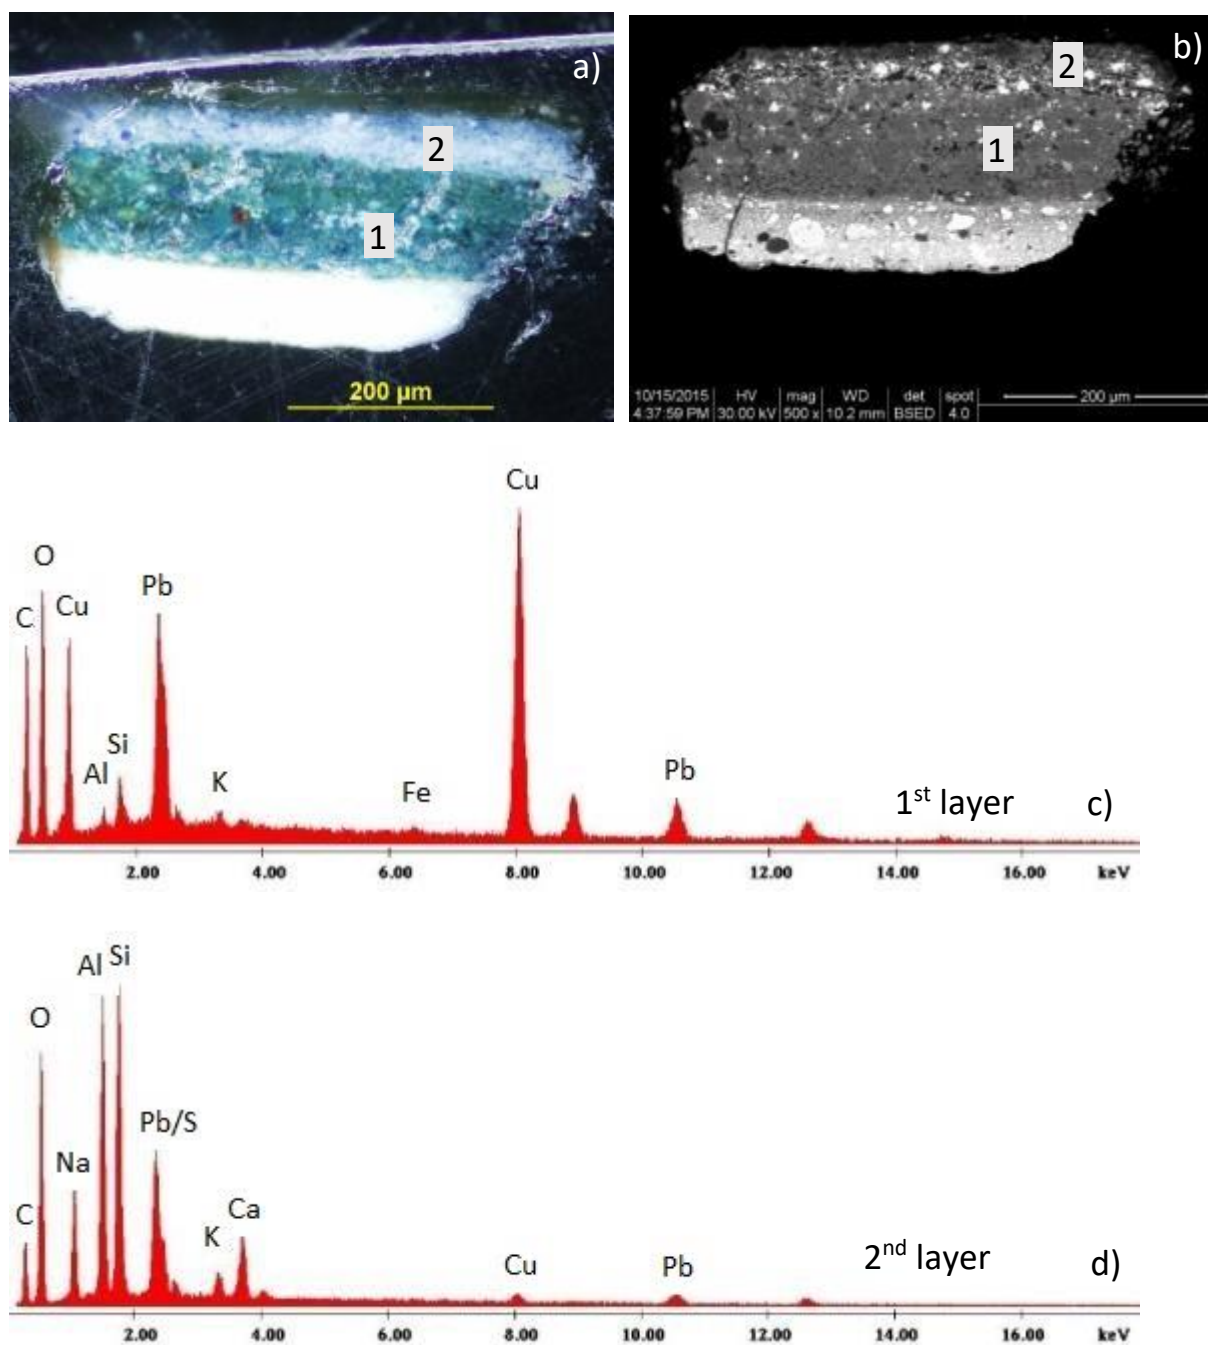 a)
2
1
200 µm
b)
2
1
10/15/2015 HV mag WD det spot
4:37:59 PM 30.00 kV 500 x 10.2 mm BSED 4.0
200 µm
Cu
O
Pb
C
Cu
Si
Al
K
Fe
Pb
1st layer
c)
2.00 4.00 6.00 8.00 10.00 12.00 14.00 16.00 keV
Al
Si
O
Pb/S
Na
C
Ca
K
Cu
Pb
2nd layer
d)
2.00 4.00 6.00 8.00 10.00 12.00 14.00 16.00 keV